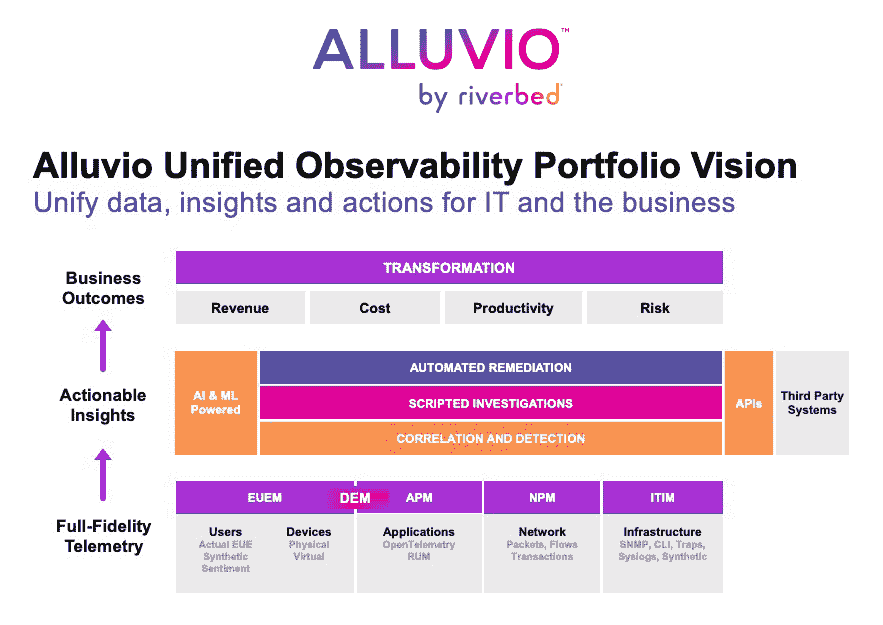 ALLUVIO™
by riverbed
Alluvio Unified Observability Portfolio Vision
Unify data, insights and actions for IT and the business
Business
Outcomes
TRANSFORMATION
Revenue
Cost
Productivity
Risk
Actionable
Insights
AI & ML
Powered
AUTOMATED REMEDIATION
SCRIPTED INVESTIGATIONS
CORRELATION AND DETECTION
APIs
Third Party
Systems
Full-Fidelity
Telemetry
EUEM
DEM
APM
NPM
ITIM
Users
Actual EUE
Synthetic
Sentiment
Devices
Physical
Virtual
Applications
OpenTelemetry
RUM
Network
Packets, Flows
Transactions
Infrastructure
SNMP, CLI, Traps,
Syslogs, Synthetic